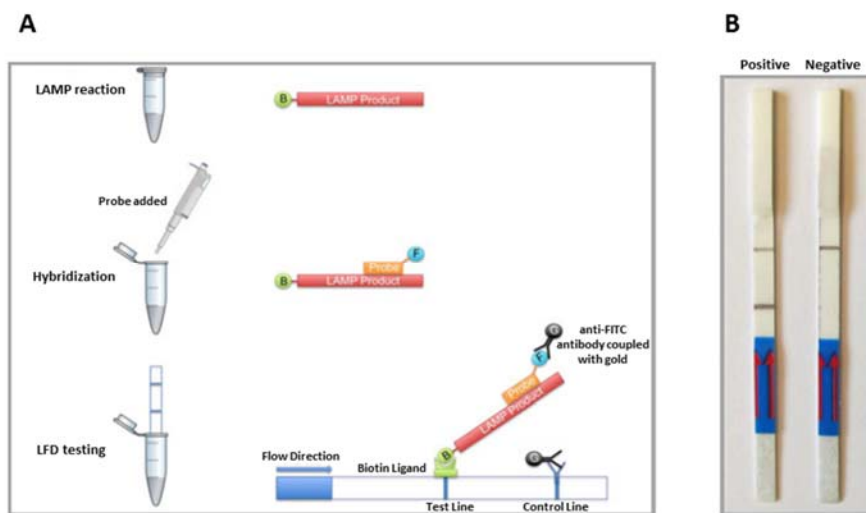 A
B
LAMP reaction
B
LAMP Product
Probe added
Hybridization
F
Probe
B
LAMP Product
G
anti-FITC
antibody coupled
with gold
F
Probe
LAMP Product
LFD testing
Flow Direction
Biotin Ligand
B
G
Test Line
Control Line
Positive
Negative